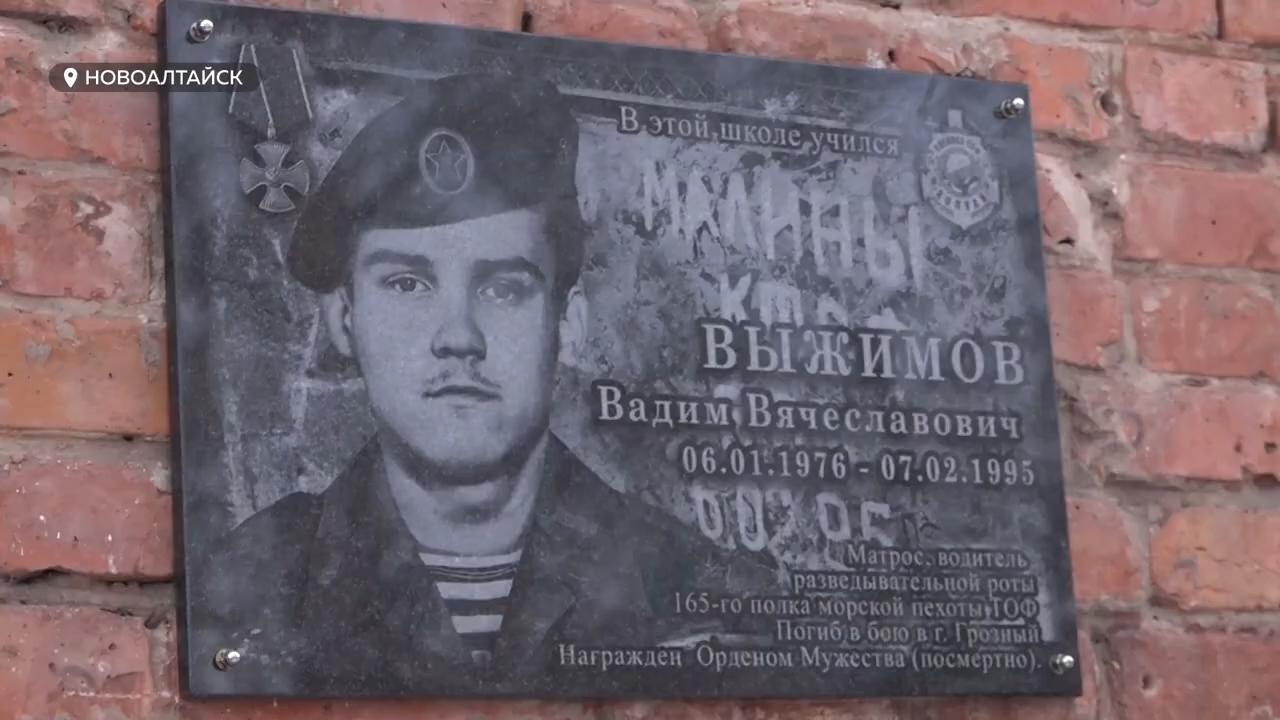 НОВОАЛТАЙСК
В этой школе учился
МАЛИНЫ
ВЫЖИМОВ
Вадим Вячеславович
06.01.1976 - 07.02.1995
Матрос, водитель
разведывательной роты
165-го полка морской пехоты ТОФ
Погиб в бою в г. Грозный
Награжден Орденом Мужества (посмертно).